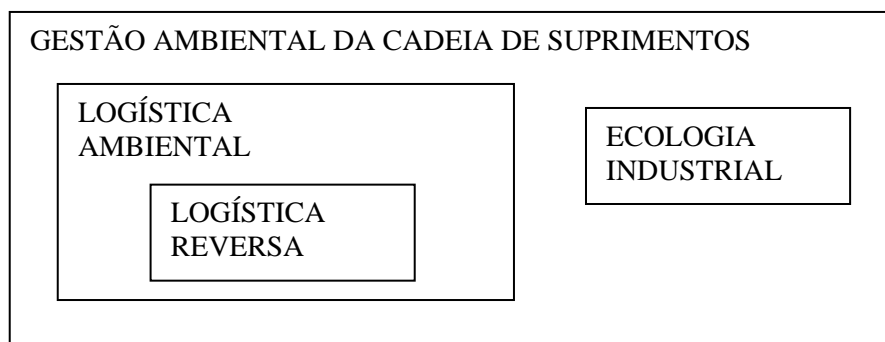 GESTÃO AMBIENTAL DA CADEIA DE SUPRIMENTOS
LOGÍSTICA
AMBIENTAL
LOGÍSTICA
REVERSA
ECOLOGIA
INDUSTRIAL